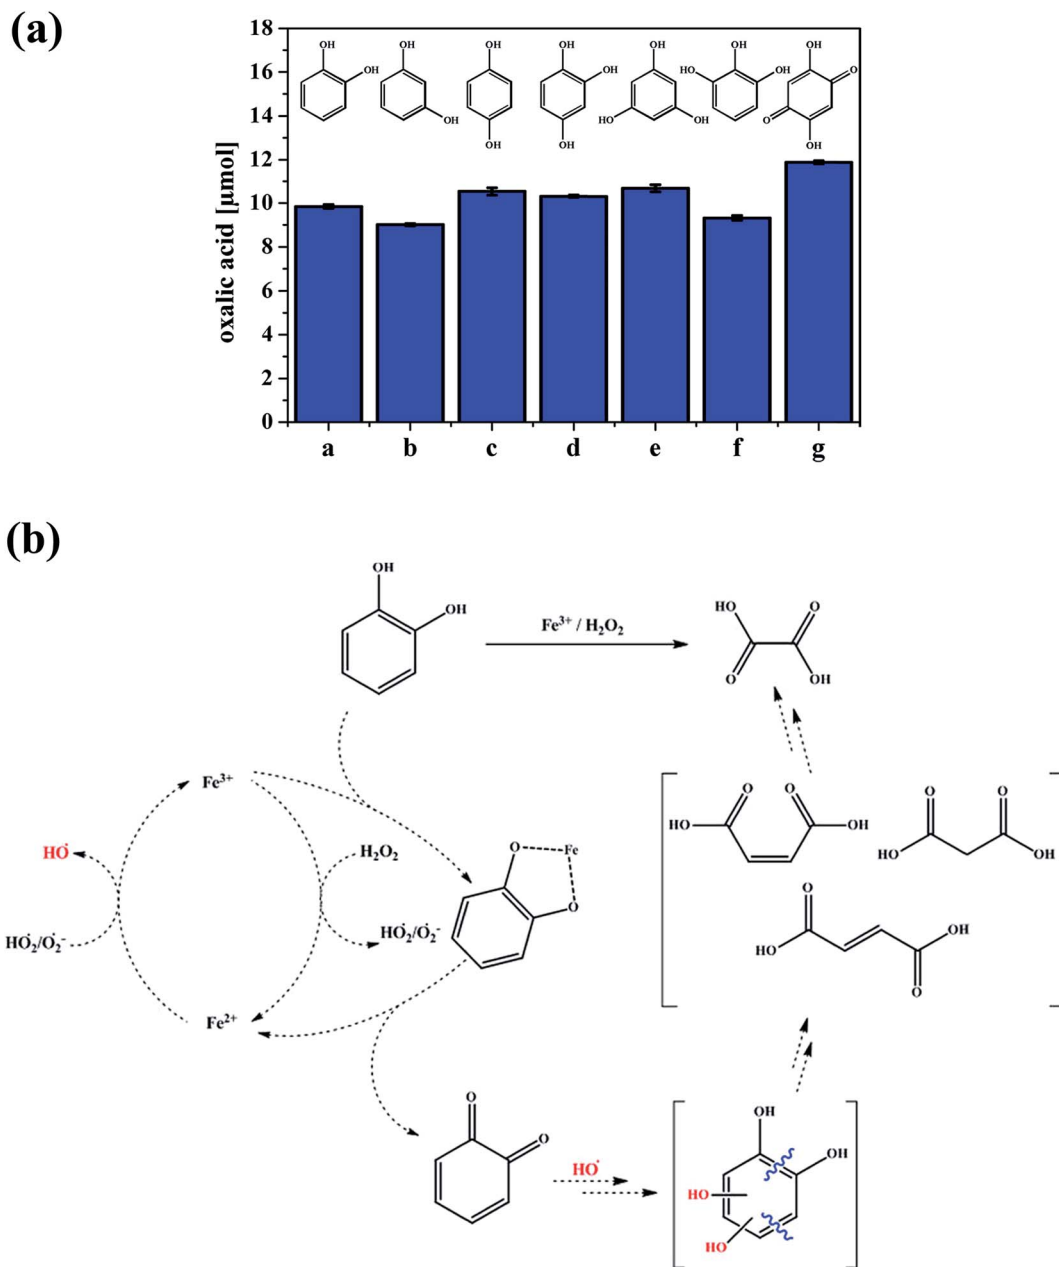 (a)
oxalic acid [µmol]
18
16
14
12
10
8
6
4
2
0
OH
OH
OH
OH
OH
OH
OH
OH
OH
OH
HO
OH
OH
HO
OH
OH
O
O
OH
a b c d e f g
(b)
OH
OH
Fe³⁺ / H₂O₂
HO
O
O
OH
Fe³⁺
HO˙
H₂O₂
HO˙₂/O˙₂⁻
HO˙₂/O˙₂⁻
Fe²⁺
O
Fe
O
O
O
HO
O
OH
O
O
HO
O
OH
O
HO
OH
O
HO˙
OH
OH
HO
HO